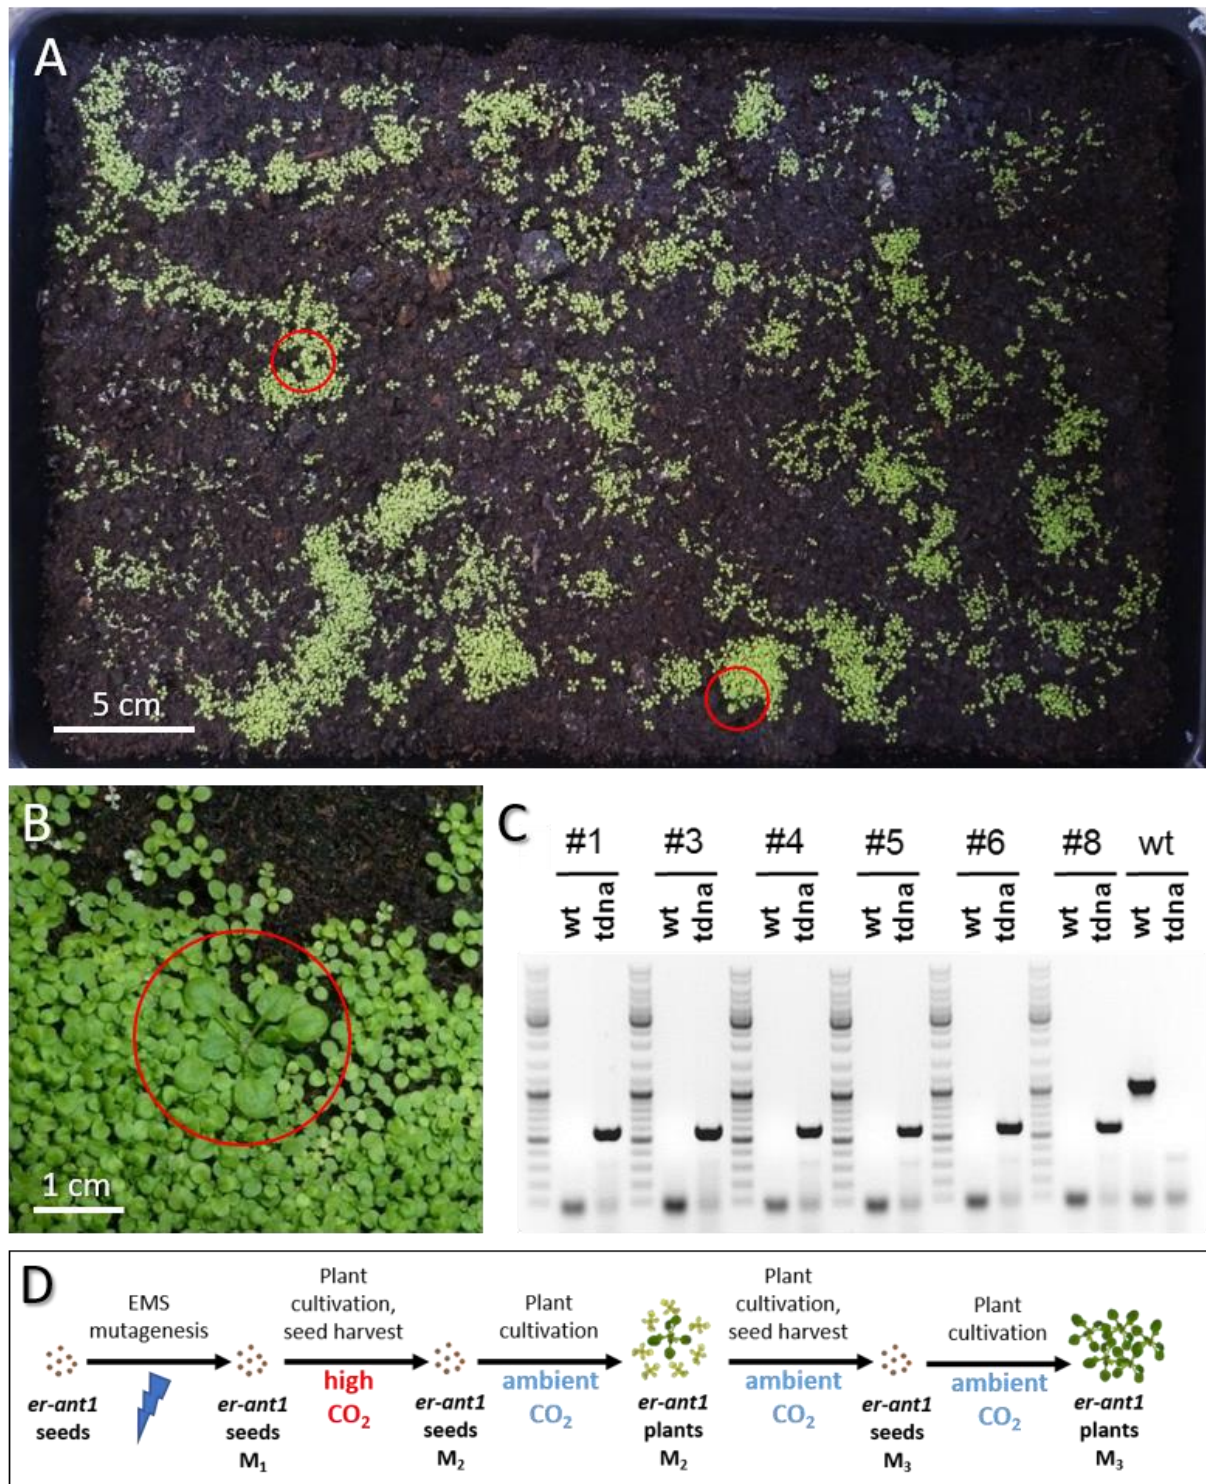 A
5 cm
B
1 cm
C
#1 #3 #4 #5 #6 #8 wt
wt tdna wt tdna wt tdna wt tdna wt tdna wt tdna wt tdna
D
EMS
mutagenesis
Plant
cultivation,
seed harvest
high
CO₂
Plant
cultivation
ambient
CO₂
Plant
cultivation,
seed harvest
ambient
CO₂
Plant
cultivation
ambient
CO₂
er-ant1
seeds
er-ant1
seeds
M₁
er-ant1
seeds
M₂
er-ant1
plants
M₂
er-ant1
seeds
M₃
er-ant1
plants
M₃